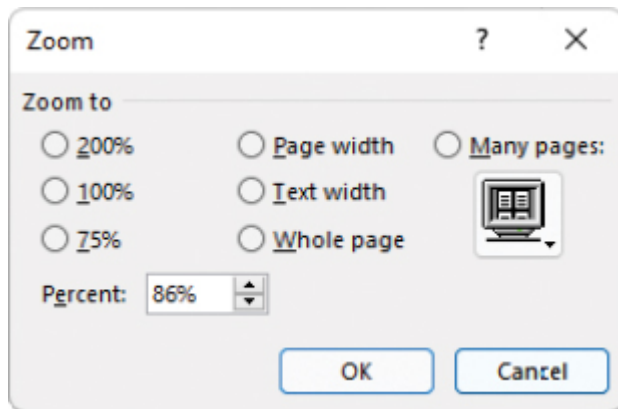 Zoom ?
Zoom to
200% Page width Many pages:
100% Text width
75% Whole page
Percent: 86%
OK Cancel